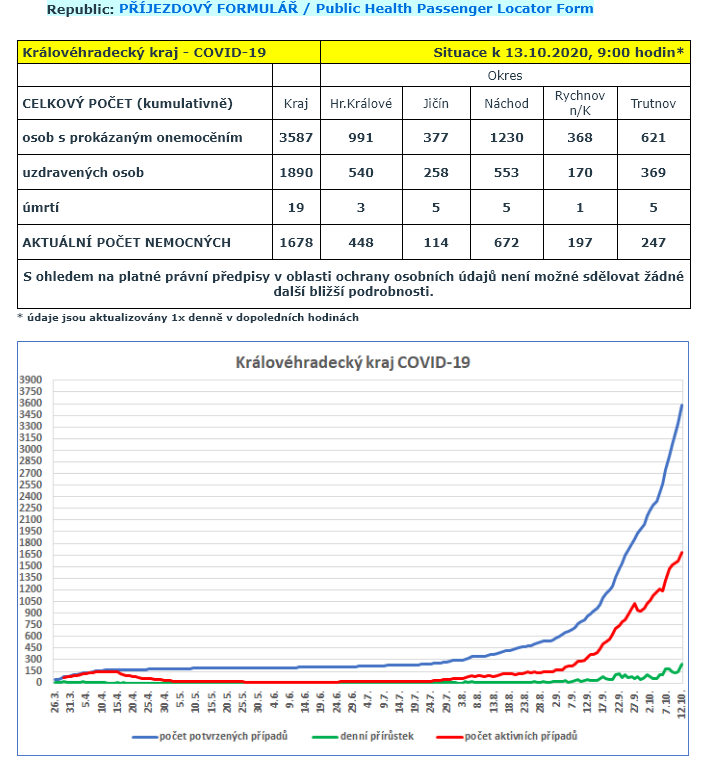 Republic: PŘÍJEZDOVÝ FORMULÁŘ / Public Health Passenger Locator Form
Královéhradecký kraj - COVID-19 Situace k 13.10.2020, 9:00 hodin*
Okres
CELKOVÝ POČET (kumulativně) Kraj Hr.Králové Jičín Náchod Rychnov n/K Trutnov
osob s prokázaným onemocěním 3587 991 377 1230 368 621
uzdravených osob 1890 540 258 553 170 369
úmrtí 19 3 5 5 1 5
AKTUÁLNÍ POČET NEMOCNÝCH 1678 448 114 672 197 247
S ohledem na platné právní předpisy v oblasti ochrany osobních údajů není možné sdělovat žádné
další bližší podrobnosti.
* údaje jsou aktualizovány 1x denně v dopoledních hodinách
Královéhradecký kraj COVID-19
3900
3750
3600
3450
3300
3150
3000
2850
2700
2550
2400
2250
2100
1950
1800
1650
1500
1350
1200
1050
900
750
600
450
300
150
0
26.3. 31.3. 5.4. 10.4. 15.4. 20.4. 25.4. 30.4. 5.5. 10.5. 15.5. 20.5. 25.5. 30.5. 4.6. 9.6. 14.6. 19.6. 24.6. 29.6. 4.7. 9.7. 14.7. 19.7. 24.7. 29.7. 3.8. 8.8. 13.8. 18.8. 23.8. 28.8. 2.9. 7.9. 12.9. 17.9. 22.9. 27.9. 2.10. 7.10. 12.10.
počet potvrzených případů denní přírůstek počet aktivních případů